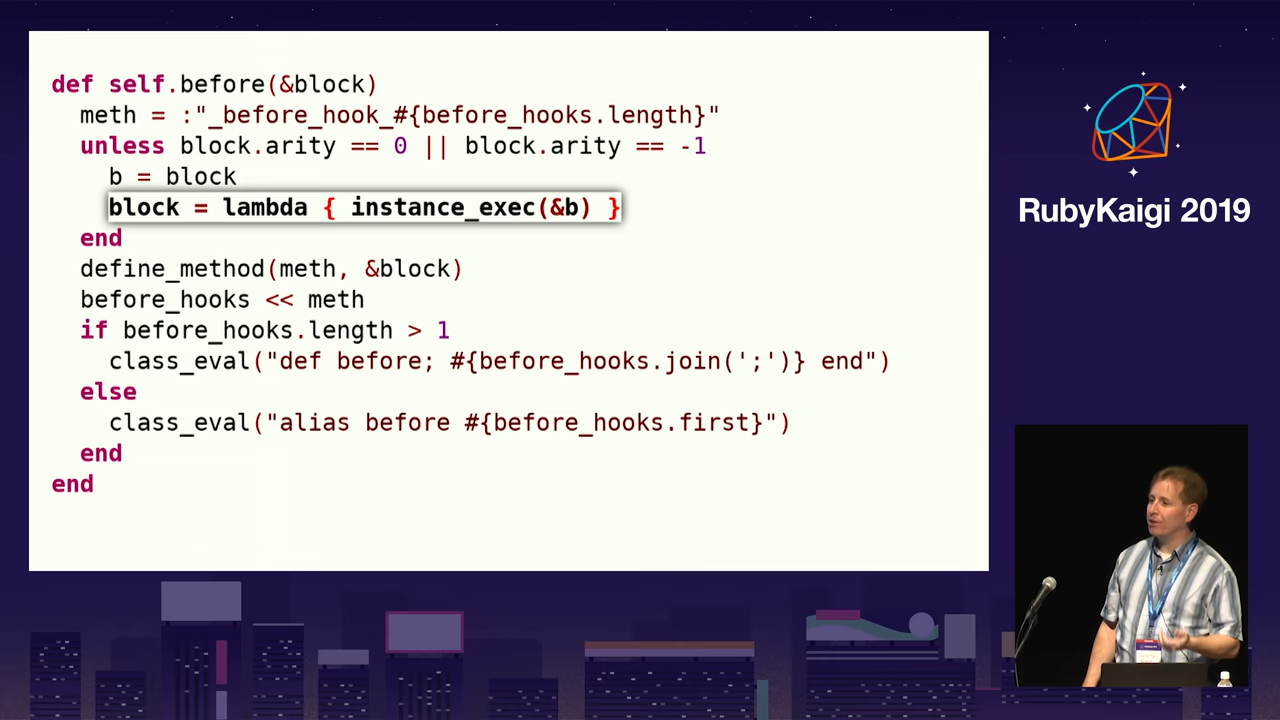 def self.before(&block)
  meth = :"_before_hook_#{before_hooks.length}"
  unless block.arity == 0 || block.arity == -1
    b = block
    block = lambda { instance_exec(&b) }
  end
  define_method(meth, &block)
  before_hooks << meth
  if before_hooks.length > 1
    class_eval("def before; #{before_hooks.join(';')} end")
  else
    class_eval("alias before #{before_hooks.first}")
  end
end
RubyKaigi 2019